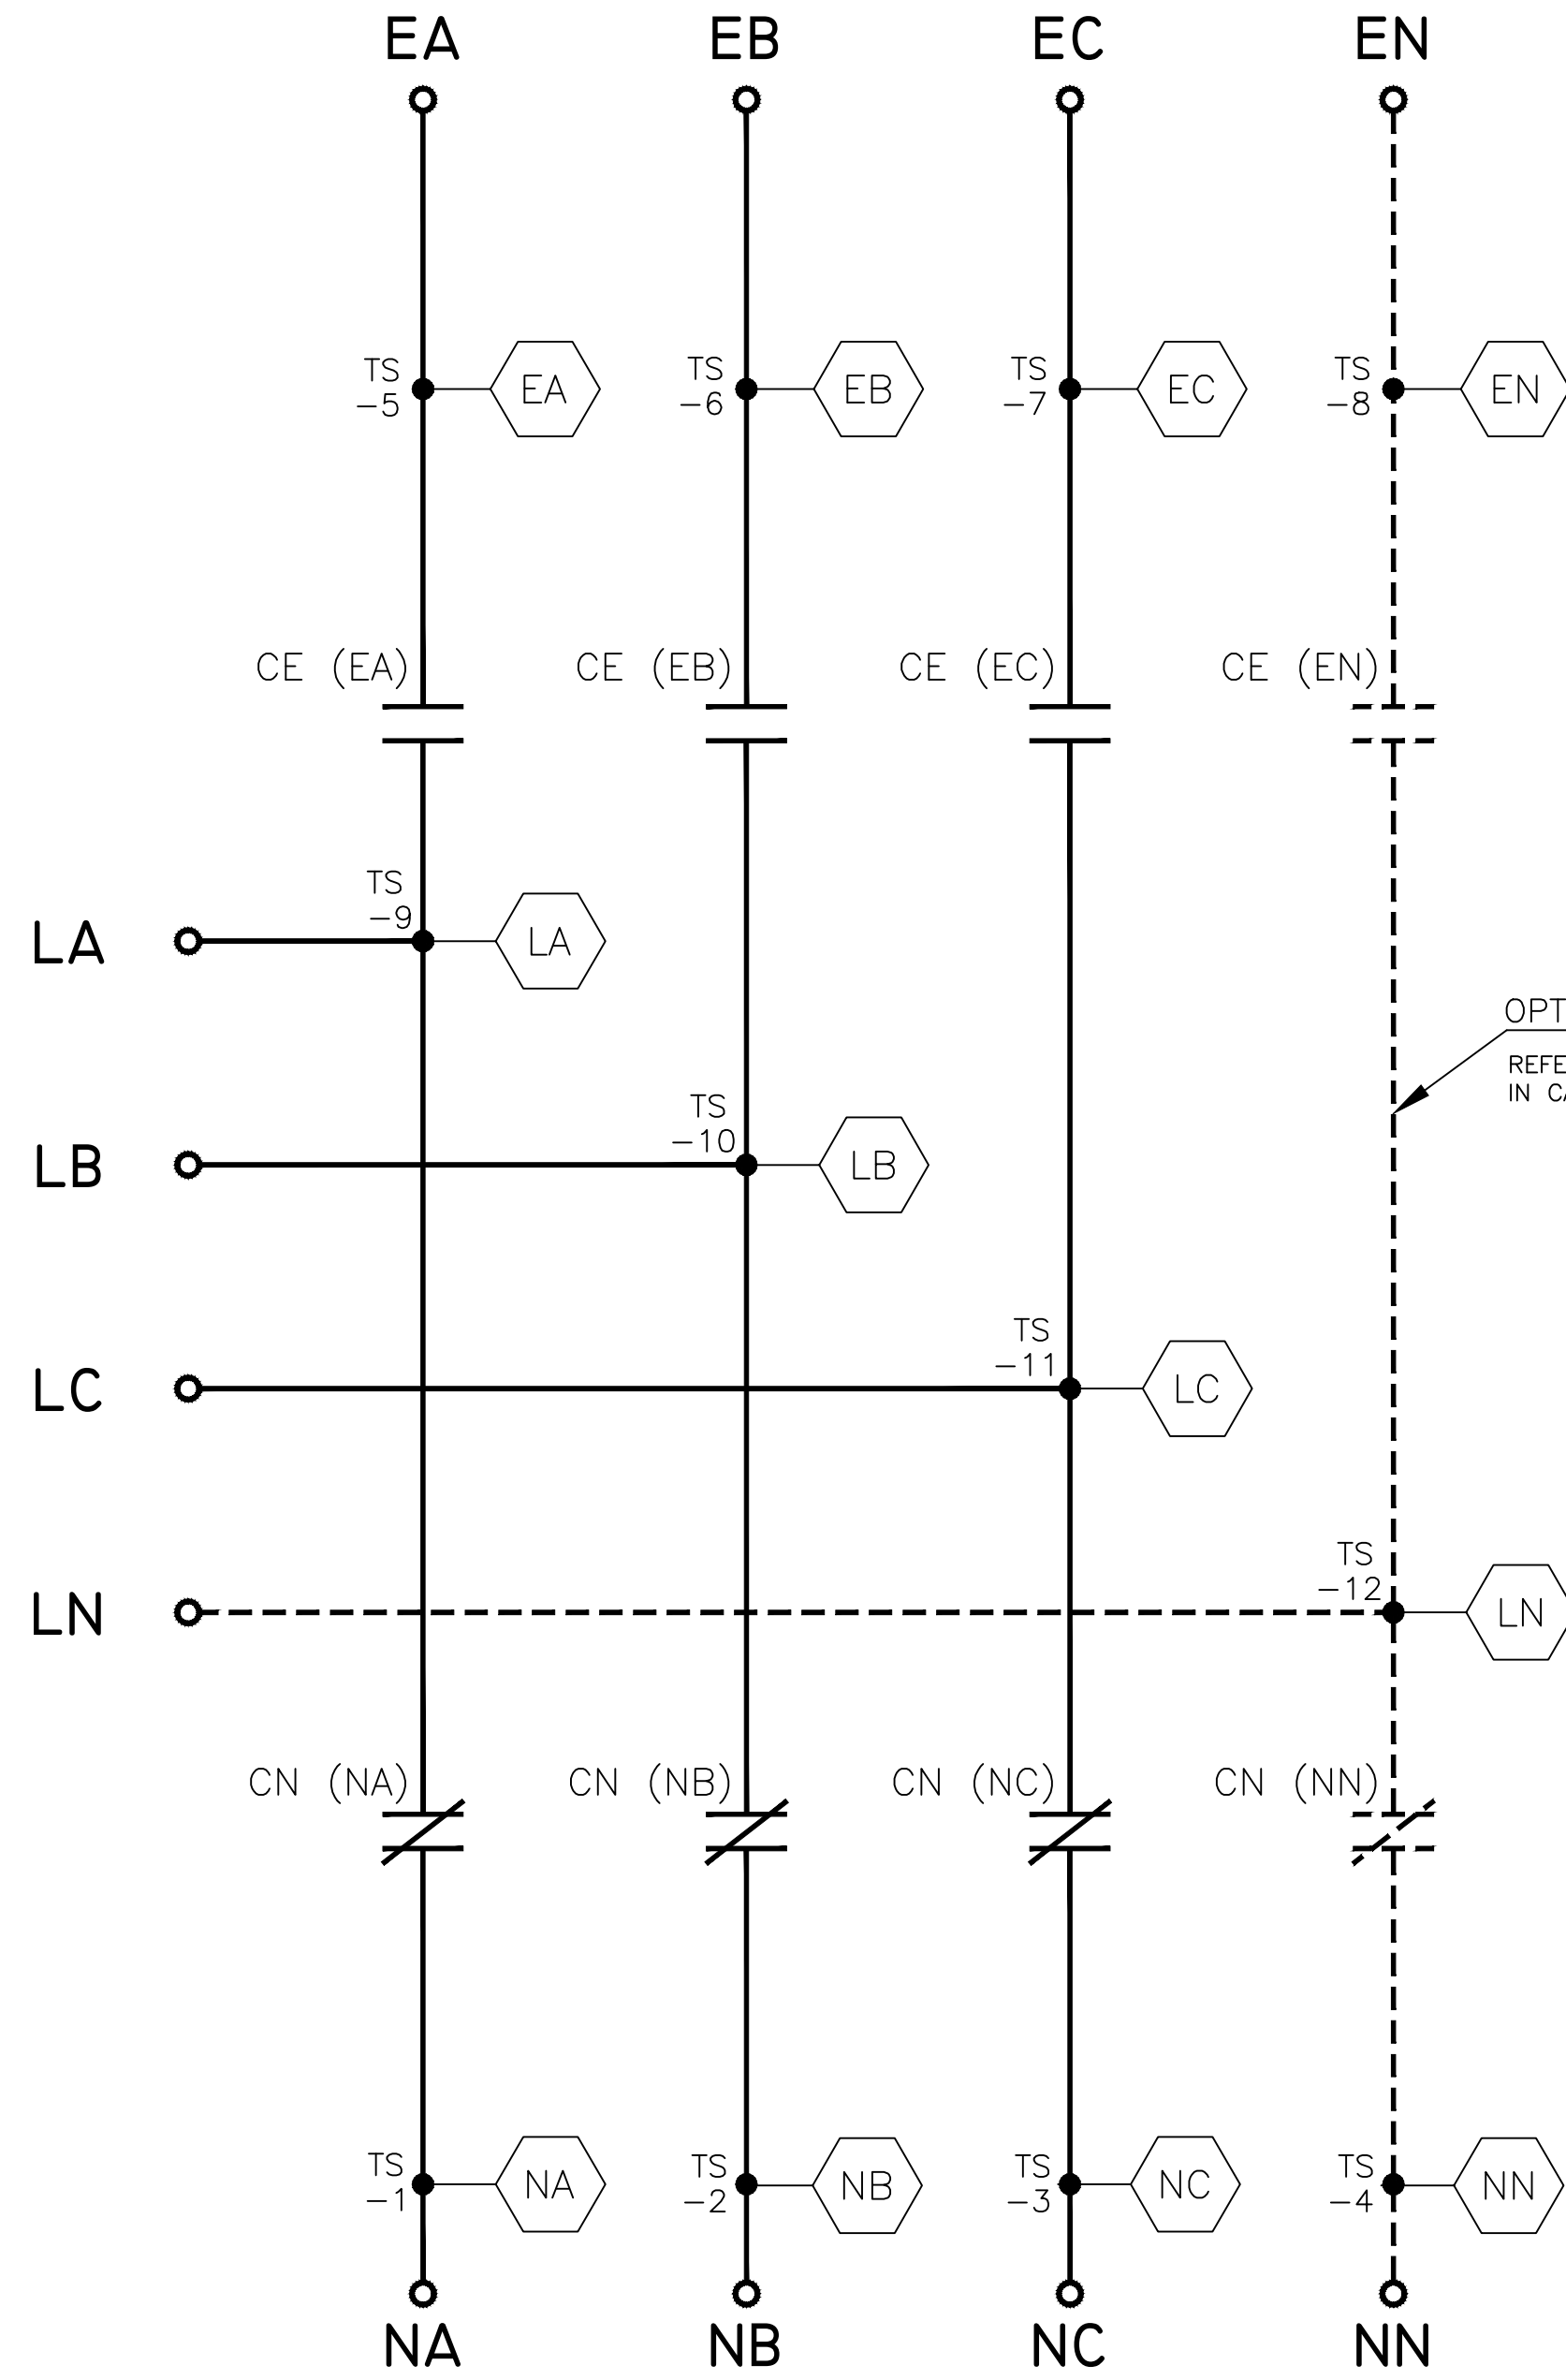 EA EB EC EN
TS TS TS TS
-5 EA -6 EB -7 EC -8 EN
CE (EA) CE (EB) CE (EC) CE (EN)
TS
-9
LA LA
OPT
REFE
IN CA
TS
-10
LB LB
TS
-11
LC LC
TS
-12
LN LN
CN (NA) CN (NB) CN (NC) CN (NN)
TS TS TS TS
-1 NA -2 NB -3 NC -4 NN
NA NB NC NN